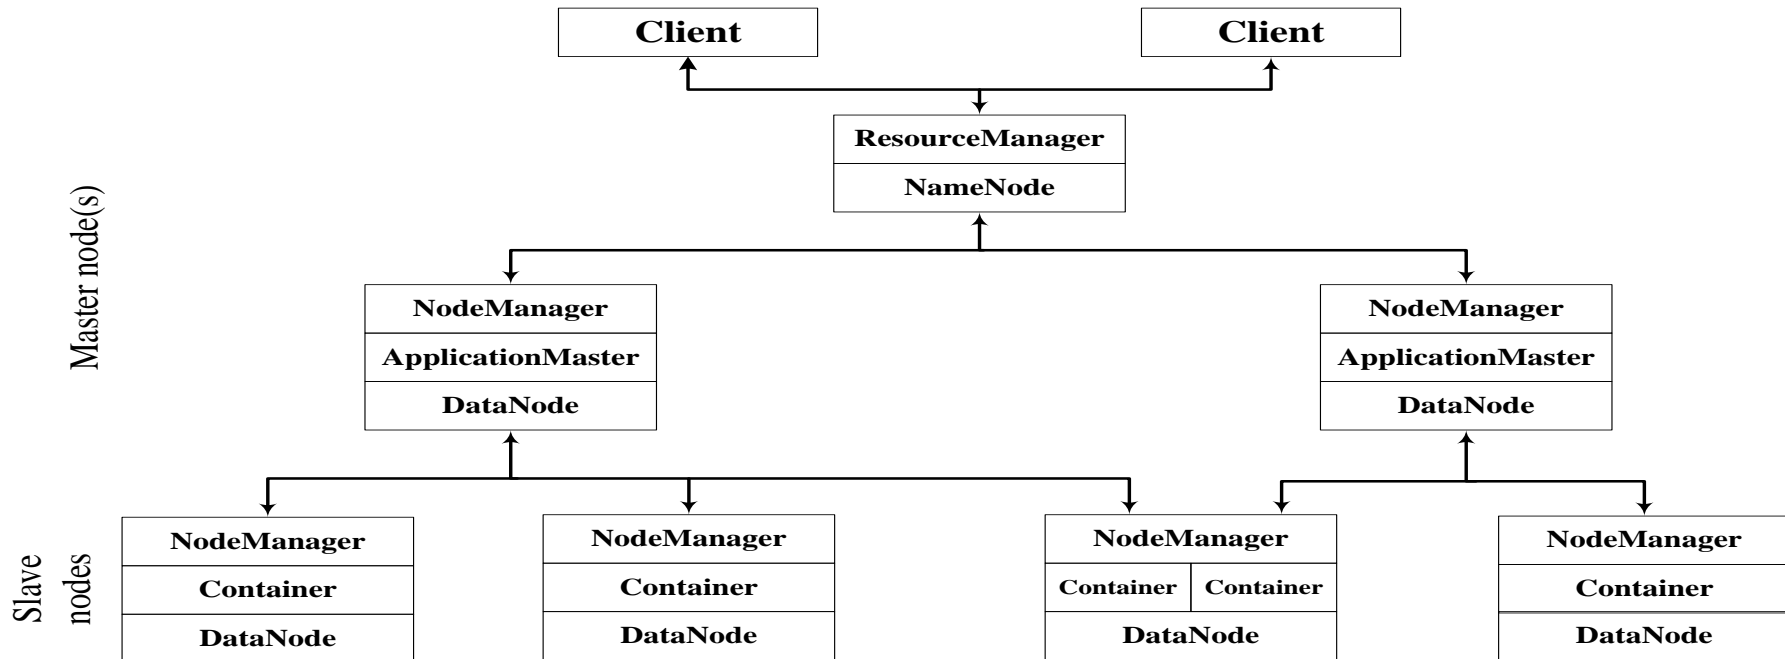 Client
Client
ResourceManager
NameNode
Master node(s)
NodeManager
ApplicationMaster
DataNode
NodeManager
ApplicationMaster
DataNode
Slave
nodes
NodeManager
Container
DataNode
NodeManager
Container
DataNode
NodeManager
Container
Container
DataNode
NodeManager
Container
DataNode